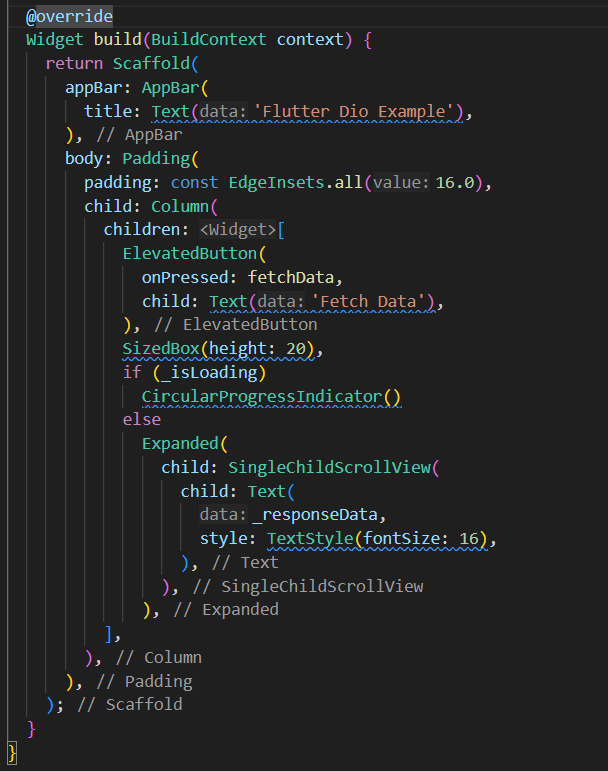 @override
Widget build(BuildContext context) {
return Scaffold(
appBar: AppBar(
title: Text(data: 'Flutter Dio Example'),
), // AppBar
body: Padding(
padding: const EdgeInsets.all(value: 16.0),
child: Column(
children: <Widget>[
ElevatedButton(
onPressed: fetchData,
child: Text(data: 'Fetch Data'),
), // ElevatedButton
SizedBox(height: 20),
if (_isLoading)
CircularProgressIndicator()
else
Expanded(
child: SingleChildScrollView(
child: Text(
data: _responseData,
style: TextStyle(fontSize: 16),
), // Text
), // SingleChildScrollView
), // Expanded
],
), // Column
), // Padding
); // Scaffold
}
}